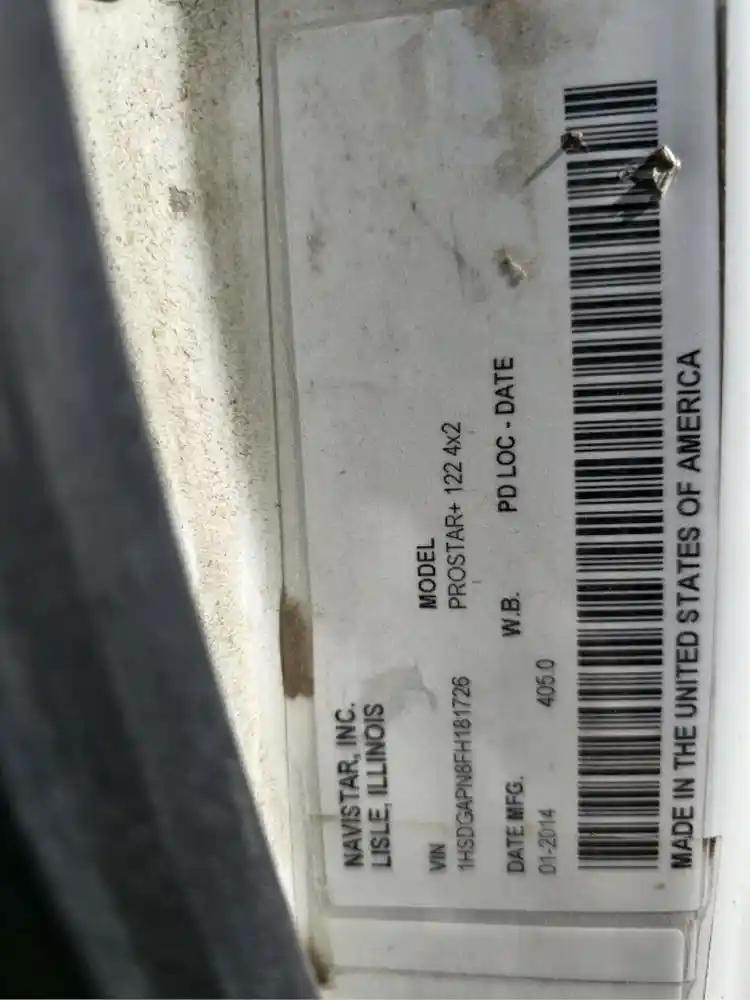 NAVISTAR, INC.
LISLE, ILLINOIS
VIN MODEL
1HSDGAPN8FH181726 PROSTAR+ 122 4x2
DATE MFG. W.B. PD LOC - DATE
01-2014 405.0
MADE IN THE UNITED STATES OF AMERICA